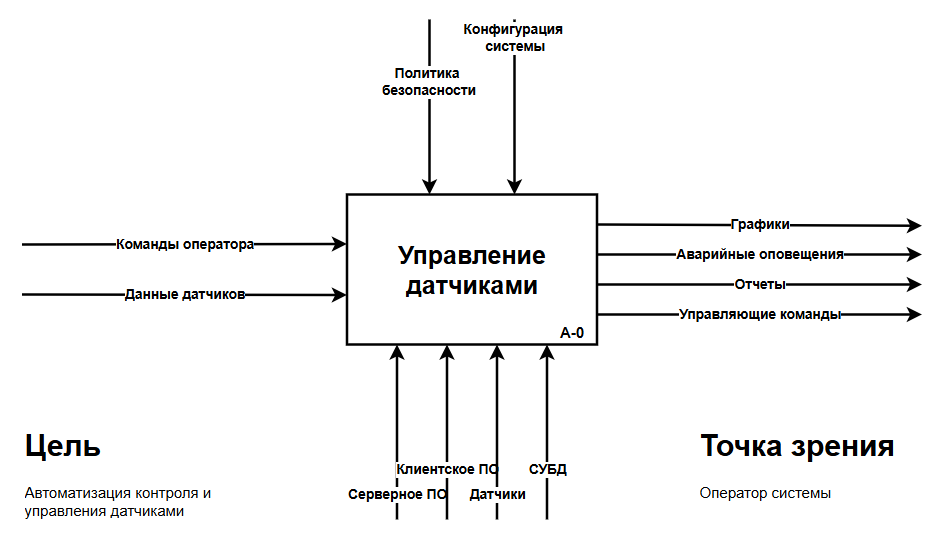 Конфигурация
системы
Политика
безопасности
Команды оператора
Данные датчиков
Управление
датчиками
A-0
Графики
Аварийные оповещения
Отчеты
Управляющие команды
Клиентское ПО
СУБД
Серверное ПО
Датчики
Цель
Автоматизация контроля и
управления датчиками
Точка зрения
Оператор системы